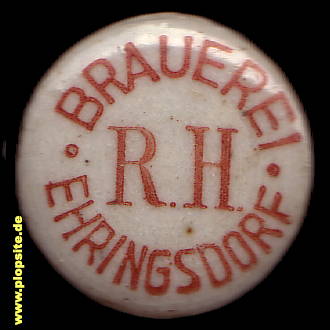 BRAUEREI
R.H.
• EHRINGSDORF •
www.plopsite.de